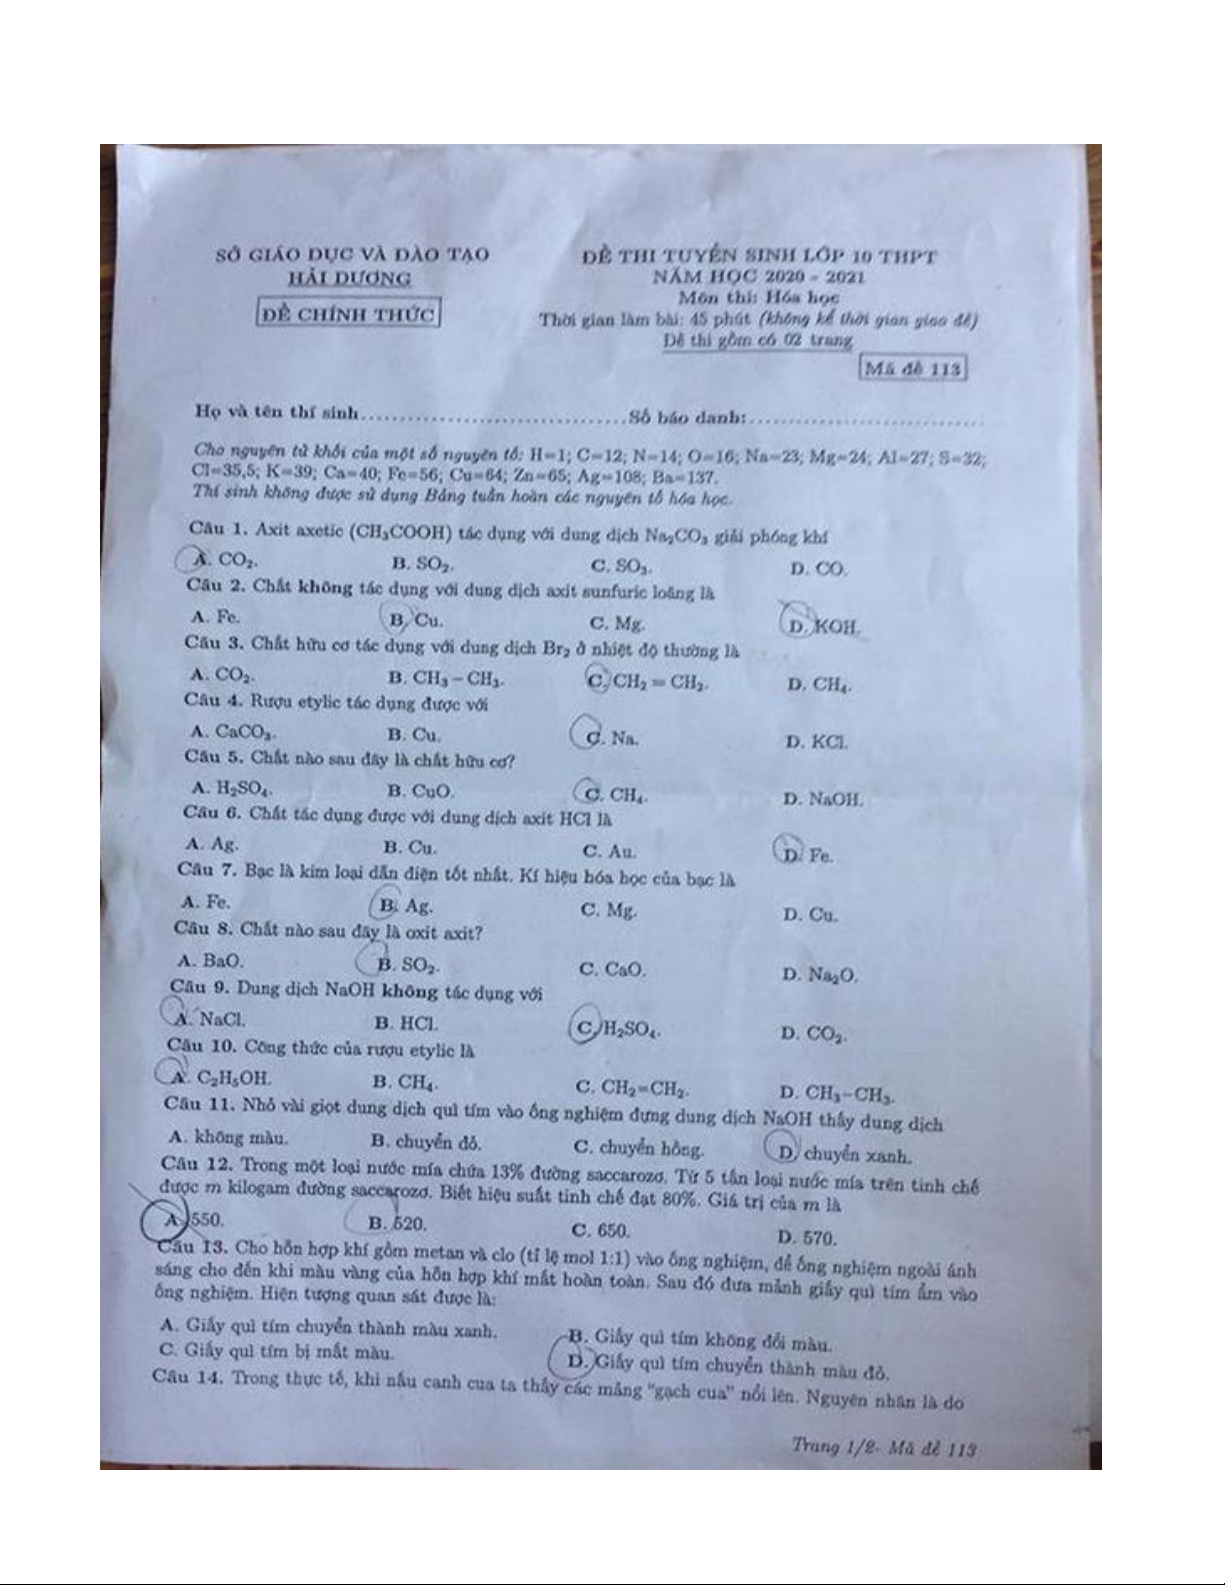 SỞ GIÁO DỤC VÀ ĐÀO TẠO
HẢI DƯƠNG
ĐỀ CHÍNH THỨC
ĐỀ THI TUYỂN SINH LỚP 10 THPT
NĂM HỌC 2020 - 2021
Môn thi: Hóa học
Thời gian làm bài: 45 phút (không kể thời gian giao đề)
Đề thi gồm có 02 trang
Mã đề 113
Họ và tên thí sinh.................................Số báo danh:..............................
Cho nguyên tử khối của một số nguyên tố: H=1; C=12; N=14; O=16; Na=23; Mg=24; Al=27; S=32;
Cl=35,5; K=39; Ca=40; Fe=56; Cu=64; Zn=65; Ag=108; Ba=137.
Thí sinh không được sử dụng Bảng tuần hoàn các nguyên tố hóa học.
Câu 1. Axit axetic (CH₃COOH) tác dụng với dung dịch Na₂CO₃ giải phóng khí
A. CO₂. B. SO₂. C. SO₃. D. CO.
Câu 2. Chất không tác dụng với dung dịch axit sunfuric loãng là
A. Fe. B. Cu. C. Mg. D. KOH.
Câu 3. Chất hữu cơ tác dụng với dung dịch Br₂ ở nhiệt độ thường là
A. CO₂. B. CH₃ – CH₃. C. CH₂ = CH₂. D. CH₄.
Câu 4. Rượu etylic tác dụng được với
A. CaCO₃. B. Cu. C. Na. D. KCl.
Câu 5. Chất nào sau đây là chất hữu cơ?
A. H₂SO₄. B. CuO. C. CH₄. D. NaOH.
Câu 6. Chất tác dụng được với dung dịch axit HCl là
A. Ag. B. Cu. C. Au. D. Fe.
Câu 7. Bạc là kim loại dẫn điện tốt nhất. Kí hiệu hóa học của bạc là
A. Fe. B. Ag. C. Mg. D. Cu.
Câu 8. Chất nào sau đây là oxit axit?
A. BaO. B. SO₂. C. CaO. D. Na₂O.
Câu 9. Dung dịch NaOH không tác dụng với
A. NaCl. B. HCl. C. H₂SO₄. D. CO₂.
Câu 10. Công thức của rượu etylic là
A. C₂H₅OH. B. CH₄. C. CH₂=CH₂. D. CH₃–CH₃.
Câu 11. Nhỏ vài giọt dung dịch quì tím vào ống nghiệm đựng dung dịch NaOH thấy dung dịch
A. không màu. B. chuyển đỏ. C. chuyển hồng. D. chuyển xanh.
Câu 12. Trong một loại nước mía chứa 13% đường saccarozơ. Từ 5 tấn loại nước mía trên tinh chế
được m kilogam đường saccarozơ. Biết hiệu suất tinh chế đạt 80%. Giá trị của m là
A. 550. B. 520. C. 650. D. 570.
Câu 13. Cho hỗn hợp khí gồm metan và clo (tỉ lệ mol 1:1) vào ống nghiệm, để ống nghiệm ngoài ánh
sáng cho đến khi màu vàng của hỗn hợp khí mất hoàn toàn. Sau đó đưa mảnh giấy quì tím ẩm vào
ống nghiệm. Hiện tượng quan sát được là:
A. Giấy quì tím chuyển thành màu xanh. B. Giấy quì tím không đổi màu.
C. Giấy quì tím bị mất màu. D. Giấy quì tím chuyển thành màu đỏ.
Câu 14. Trong thực tế, khi nấu canh cua ta thấy các mảng "gạch cua" nổi lên. Nguyên nhân là do
Trang 1/2- Mã đề 113